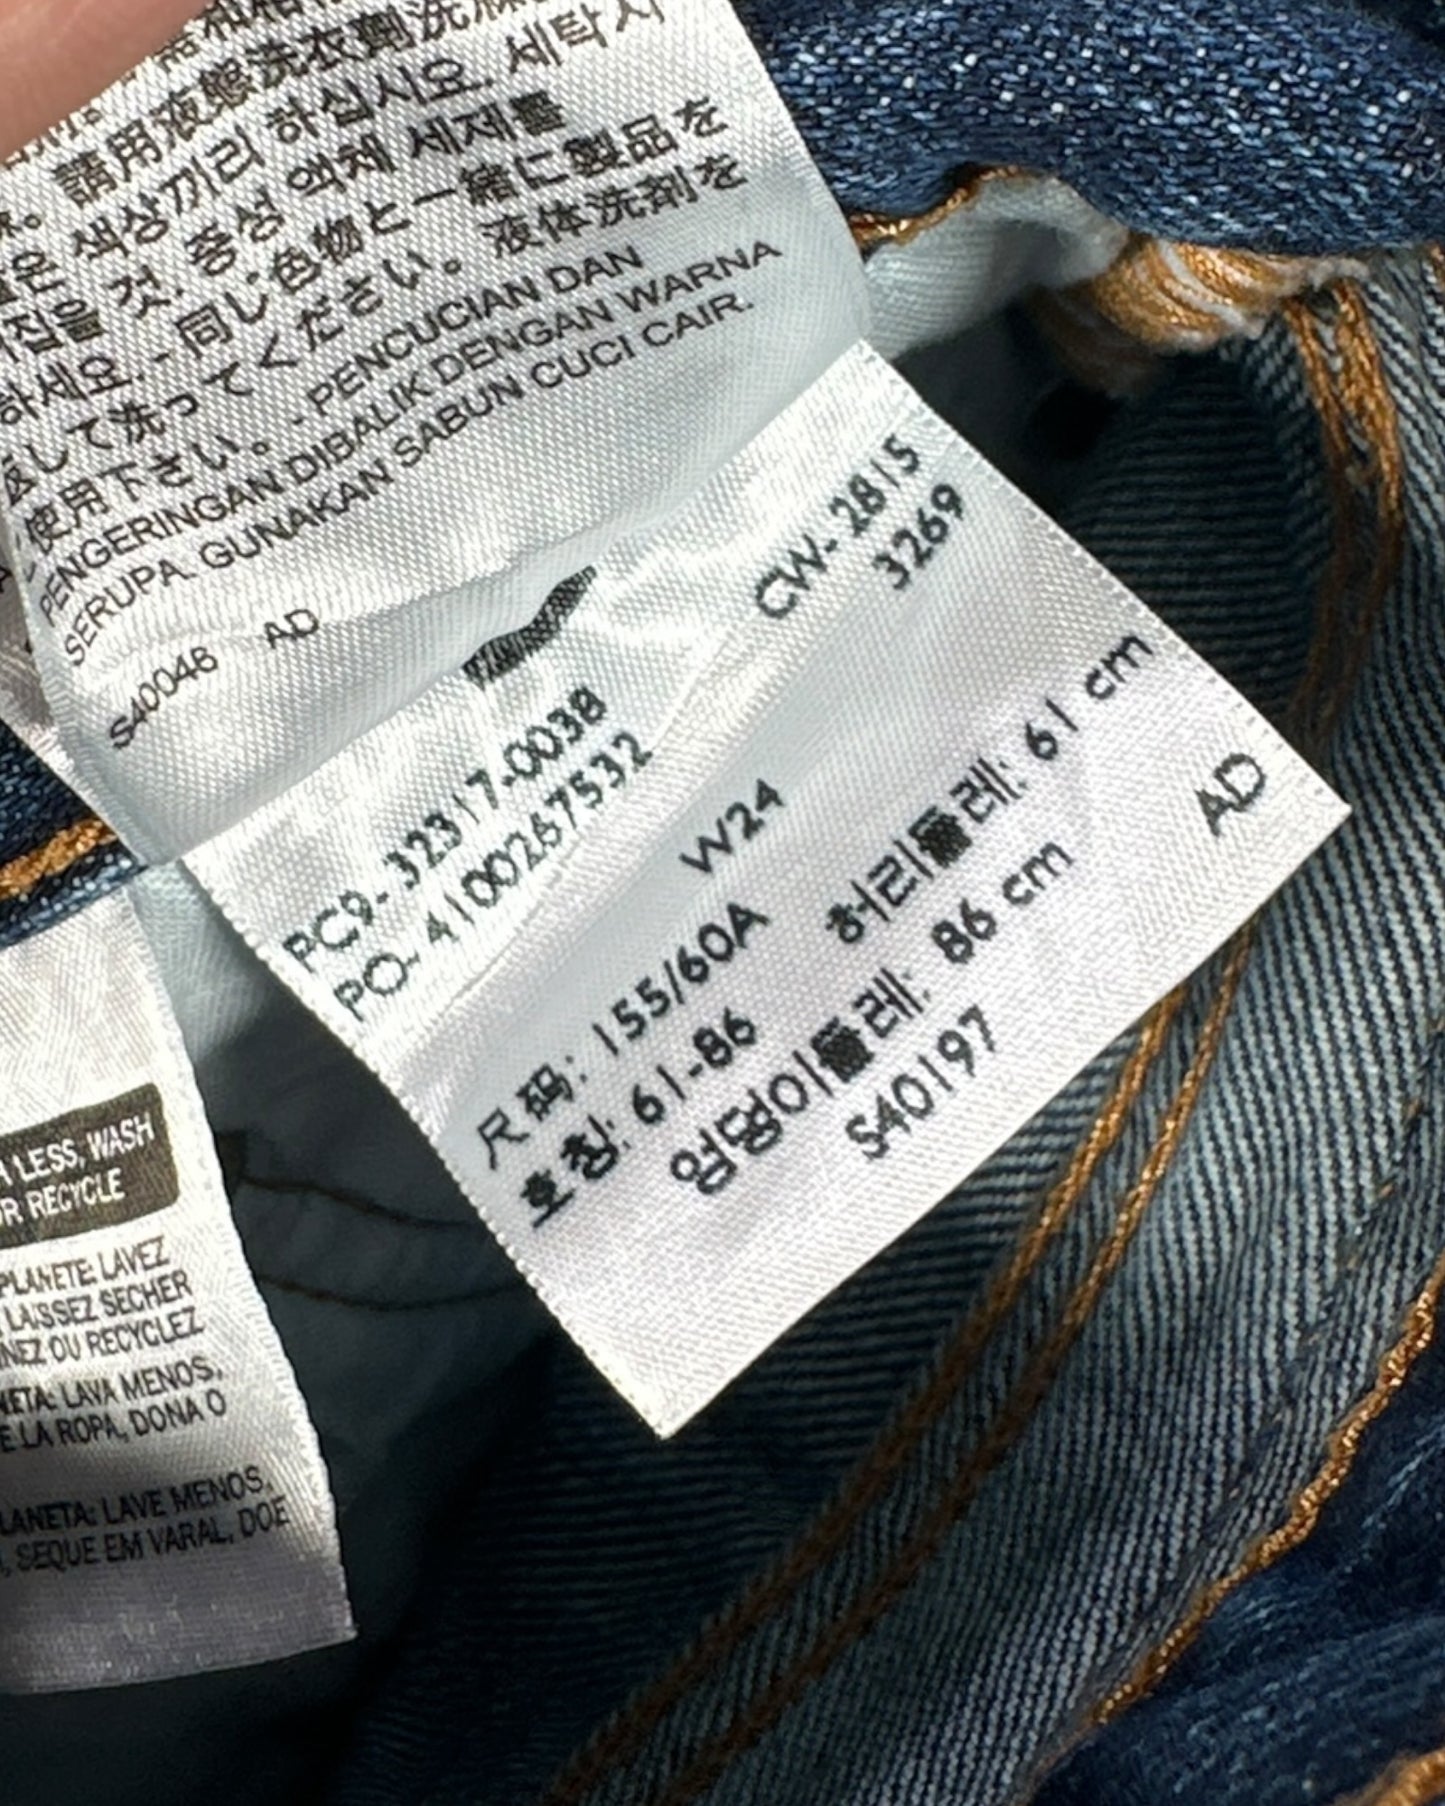 請用液態洗衣劑洗滌
색상끼리 하십시오. 세탁시
집을 것. 중성 액체 세제를
하세요. - 同じ色物と一緒に製品を
返して洗ってください。液体洗剤を
使用下さい。- PENCUCIAN DAN
PENGERINGAN DIBALIK DENGAN WARNA
SERUPA. GUNAKAN SABUN CUCI CAIR.
S40046 AD
CW-2815
3269
PC9-32317-0038
PO-4100267532
W24
尺码: 155/60A 허리둘레: 61 cm
호칭: 61-86 엉덩이둘레: 86 cm
S40197 AD
A LESS, WASH
OR RECYCLE
PLANETE: LAVEZ
LAISSEZ SECHER
NEZ OU RECYCLEZ
NETA: LAVA MENOS,
E LA ROPA, DONA O
LANETA: LAVE MENOS,
, SEQUE EM VARAL, DOE